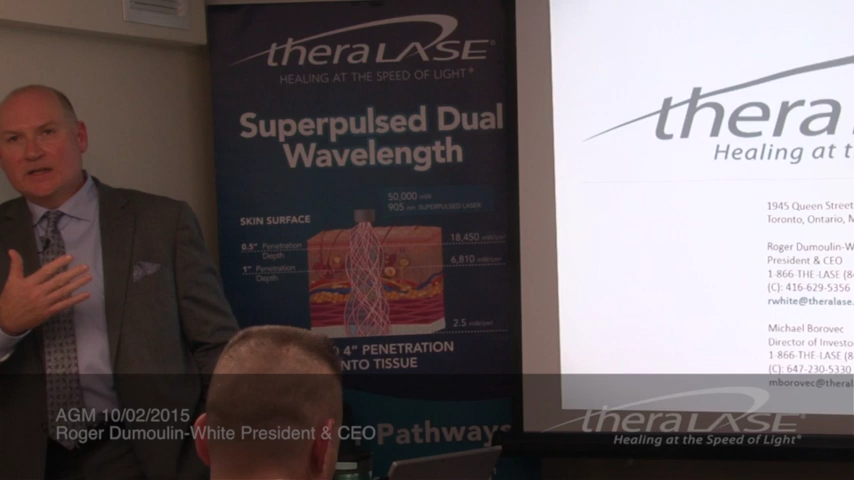 theraLASE®
HEALING AT THE SPEED OF LIGHT®
Superpulsed Dual
Wavelength
50,000 mW
905 nm SUPERPULSED LASER
SKIN SURFACE
0.5" Penetration
Depth
18,450 mW/cm²
1" Penetration
Depth
6,810 mW/cm²
2.5 mW/cm²
4" PENETRATION
INTO TISSUE
Pathways
thera
Healing at the
1945 Queen Street
Toronto, Ontario, M
Roger Dumoulin-W
President & CEO
1-866-THE-LASE (8
(C): 416-629-5356
rwhite@theralase.
Michael Borovec
Director of Investo
1-866-THE-LASE (8
(C): 647-230-5330
mborovec@theral
AGM 10/02/2015
Roger Dumoulin-White President & CEO
theraLASE®
Healing at the Speed of Light®